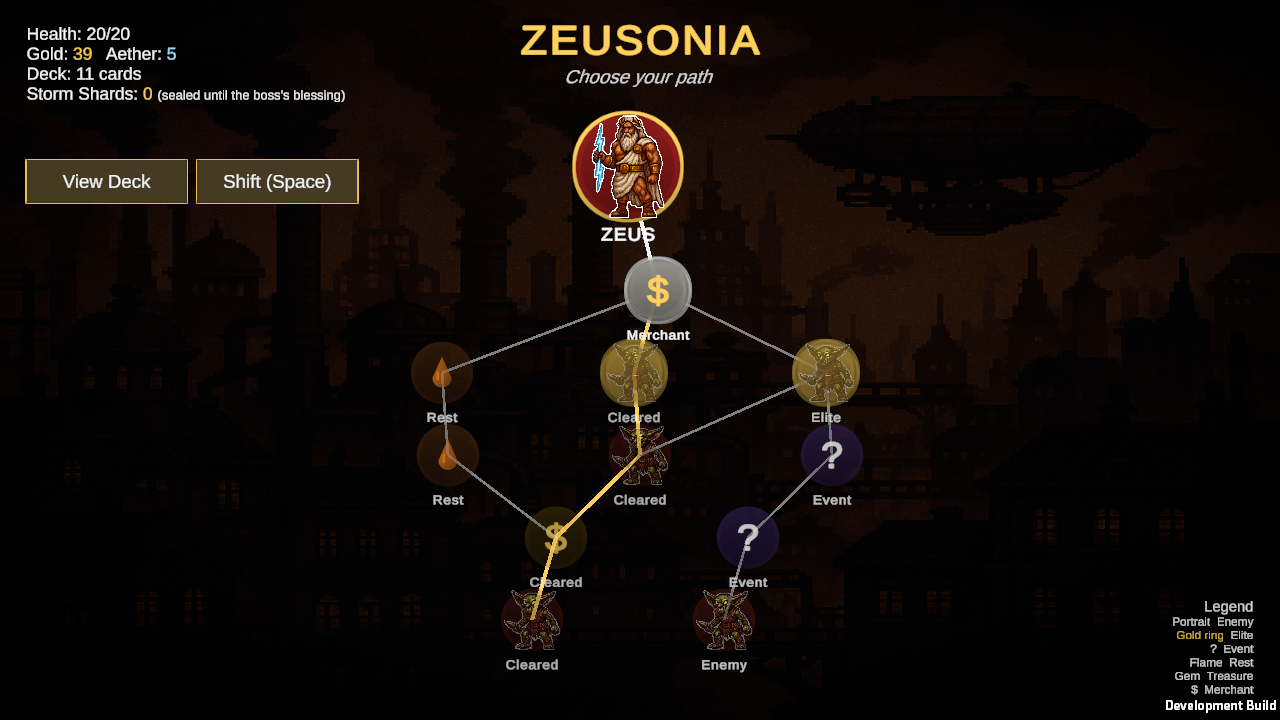 ZEUSONIA
Choose your path
Health: 20/20
Gold: 39 Aether: 5
Deck: 11 cards
Storm Shards: 0 (sealed until the boss's blessing)
View Deck
Shift (Space)
ZEUS
$
Merchant
Rest
Cleared
Elite
?
Rest
Cleared
Event
$
?
Cleared
Event
Cleared
Enemy
Legend
Portrait Enemy
Gold ring Elite
? Event
Flame Rest
Gem Treasure
$ Merchant
Development Build